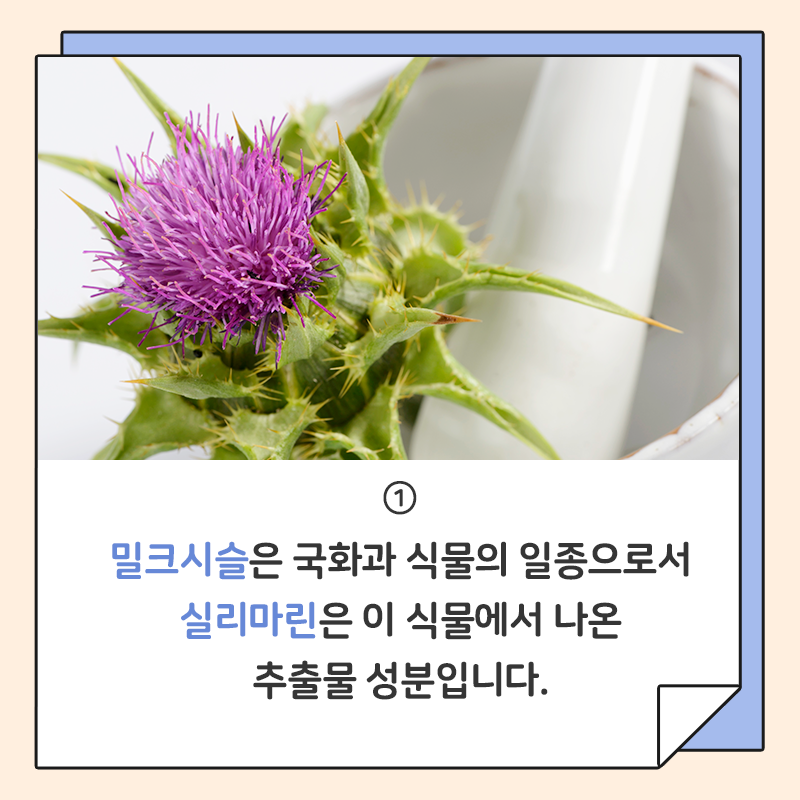 ①
밀크시슬은 국화과 식물의 일종으로서
실리마린은 이 식물에서 나온
추출물 성분입니다.